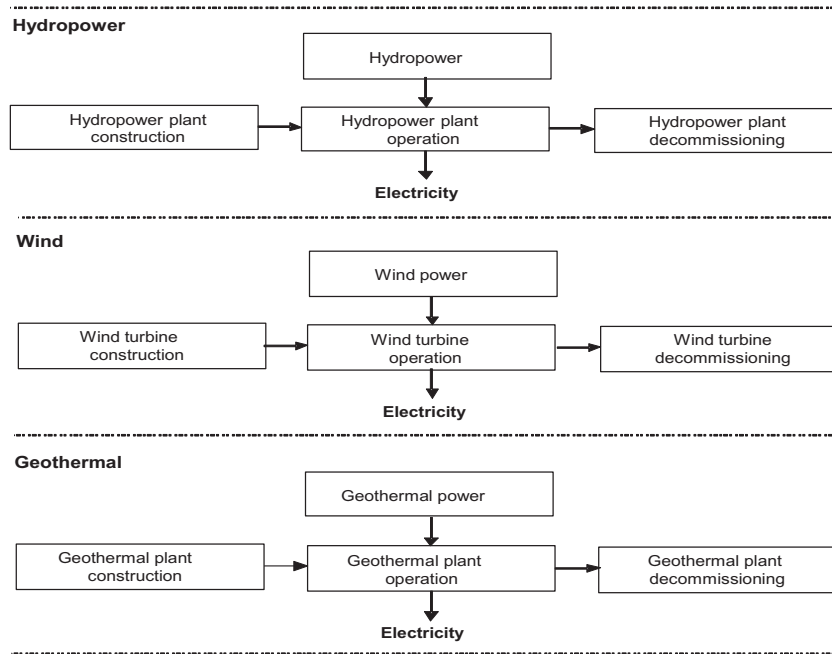 Hydropower
Hydropower
Hydropower plant
construction
Hydropower plant
operation
Hydropower plant
decommissioning
Electricity
Wind
Wind power
Wind turbine
construction
Wind turbine
operation
Wind turbine
decommissioning
Electricity
Geothermal
Geothermal power
Geothermal plant
construction
Geothermal plant
operation
Geothermal plant
decommissioning
Electricity